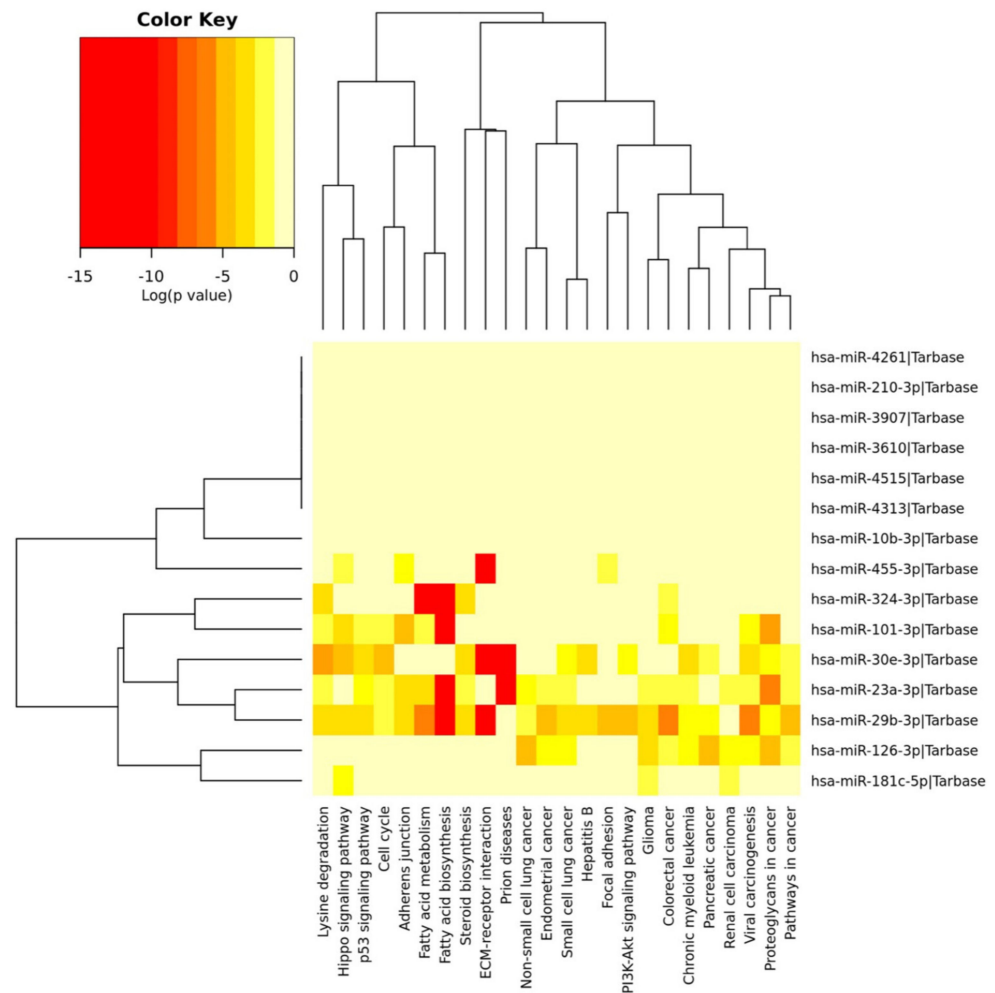 Color Key
-15 -10 -5 0
Log(p value)
hsa-miR-4261|Tarbase
hsa-miR-210-3p|Tarbase
hsa-miR-3907|Tarbase
hsa-miR-3610|Tarbase
hsa-miR-4515|Tarbase
hsa-miR-4313|Tarbase
hsa-miR-10b-3p|Tarbase
hsa-miR-455-3p|Tarbase
hsa-miR-324-3p|Tarbase
hsa-miR-101-3p|Tarbase
hsa-miR-30e-3p|Tarbase
hsa-miR-23a-3p|Tarbase
hsa-miR-29b-3p|Tarbase
hsa-miR-126-3p|Tarbase
hsa-miR-181c-5p|Tarbase
Lysine degradation
Hippo signaling pathway
p53 signaling pathway
Cell cycle
Adherens junction
Fatty acid metabolism
Fatty acid biosynthesis
Steroid biosynthesis
ECM-receptor interaction
Prion diseases
Non-small cell lung cancer
Endometrial cancer
Small cell lung cancer
Hepatitis B
Focal adhesion
PI3K-Akt signaling pathway
Glioma
Colorectal cancer
Chronic myeloid leukemia
Pancreatic cancer
Renal cell carcinoma
Viral carcinogenesis
Proteoglycans in cancer
Pathways in cancer